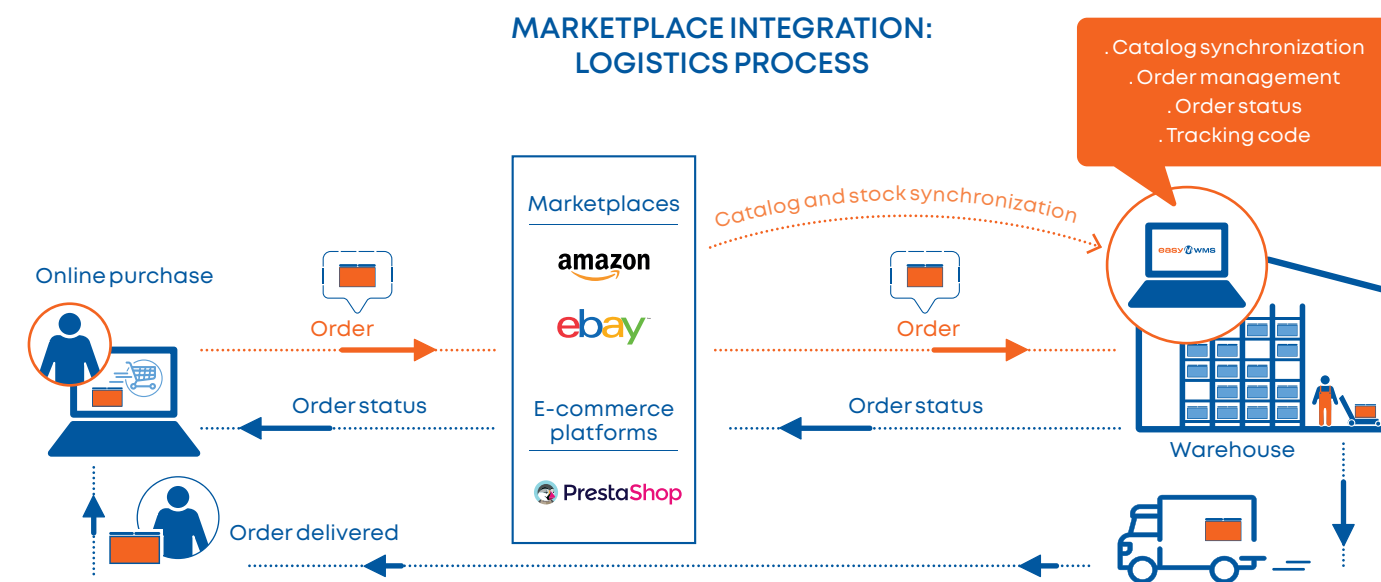 MARKETPLACE INTEGRATION:
LOGISTICS PROCESS
. Catalog synchronization
. Order management
. Order status
. Tracking code
Marketplaces
amazon
ebay
E-commerce
platforms
PrestaShop
Catalog and stock synchronization
easy WMS
Online purchase
Order
Order
Order status
Order status
Warehouse
Order delivered